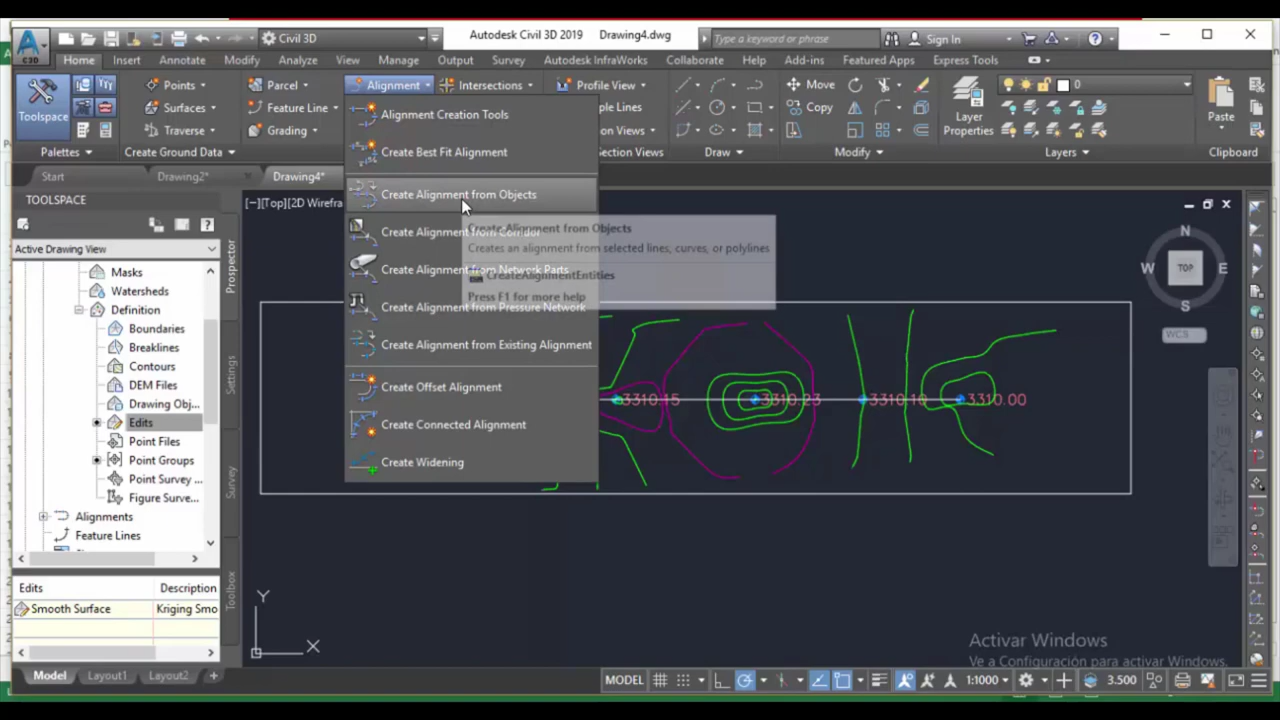 Civil 3D
Autodesk Civil 3D 2019 Drawing4.dwg
Type a keyword or phrase
Sign In
C3D
Home Insert Annotate Modify Analyze View Manage Output Survey Autodesk InfraWorks Collaborate Help Add-ins Featured Apps Express Tools
Toolspace
Points
Surfaces
Traverse
Parcel
Feature Line
Grading
Alignment
Intersections
Profile View
Move
Copy
Layer
Properties
0
Paste
Palettes
Create Ground Data
Section Views
Draw
Modify
Layers
Clipboard
Start
Drawing2*
Drawing4*
Alignment Creation Tools
Create Best Fit Alignment
Create Alignment from Objects
Create Alignment from Corridor
Create Alignment from Network Parts
Create Alignment from Pressure Network
Create Alignment from Existing Alignment
Create Offset Alignment
Create Connected Alignment
Create Widening
Create Alignment from Objects
Creates an alignment from selected lines, curves, or polylines
CreateAlignmentEntities
Press F1 for more help
TOOLSPACE
Active Drawing View
Masks
Watersheds
Definition
Boundaries
Breaklines
Contours
DEM Files
Drawing Obj...
Edits
Point Files
Point Groups
Point Survey ...
Figure Surve...
Alignments
Feature Lines
Prospector
Settings
Survey
Toolbox
Edits Description
Smooth Surface Kriging Smo
[−][Top][2D Wirefra
N
W TOP E
S
WCS
3310.15
3310.23
3310.10
3310.00
Y
X
Activar Windows
Ve a Configuración para activar Windows.
Model Layout1 Layout2 +
MODEL
1:1000
3.500